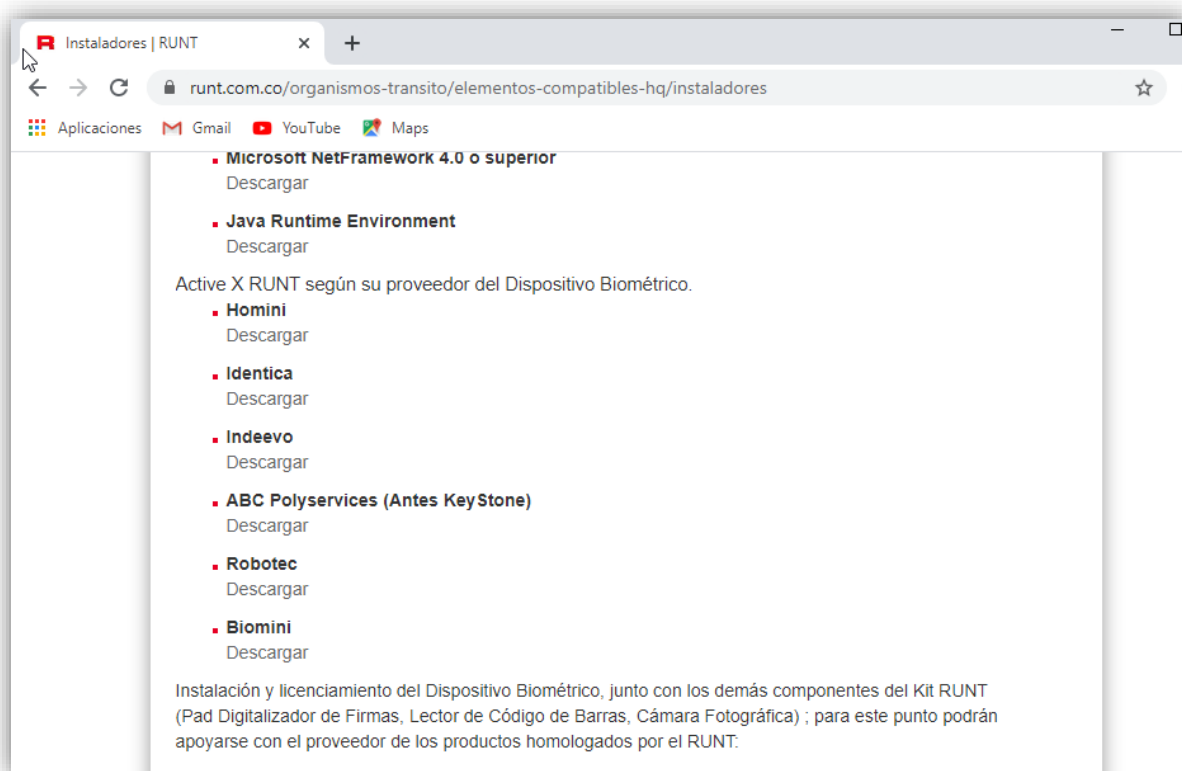 Instaladores | RUNT
runt.com.co/organismos-transito/elementos-compatibles-hq/instaladores
Aplicaciones Gmail YouTube Maps
Microsoft NetFramework 4.0 o superior
Descargar
Java Runtime Environment
Descargar
Active X RUNT según su proveedor del Dispositivo Biométrico.
Homini
Descargar
Identica
Descargar
Indeevo
Descargar
ABC Polyservices (Antes KeyStone)
Descargar
Robotec
Descargar
Biomini
Descargar
Instalación y licenciamiento del Dispositivo Biométrico, junto con los demás componentes del Kit RUNT
(Pad Digitalizador de Firmas, Lector de Código de Barras, Cámara Fotográfica) ; para este punto podrán
apoyarse con el proveedor de los productos homologados por el RUNT: